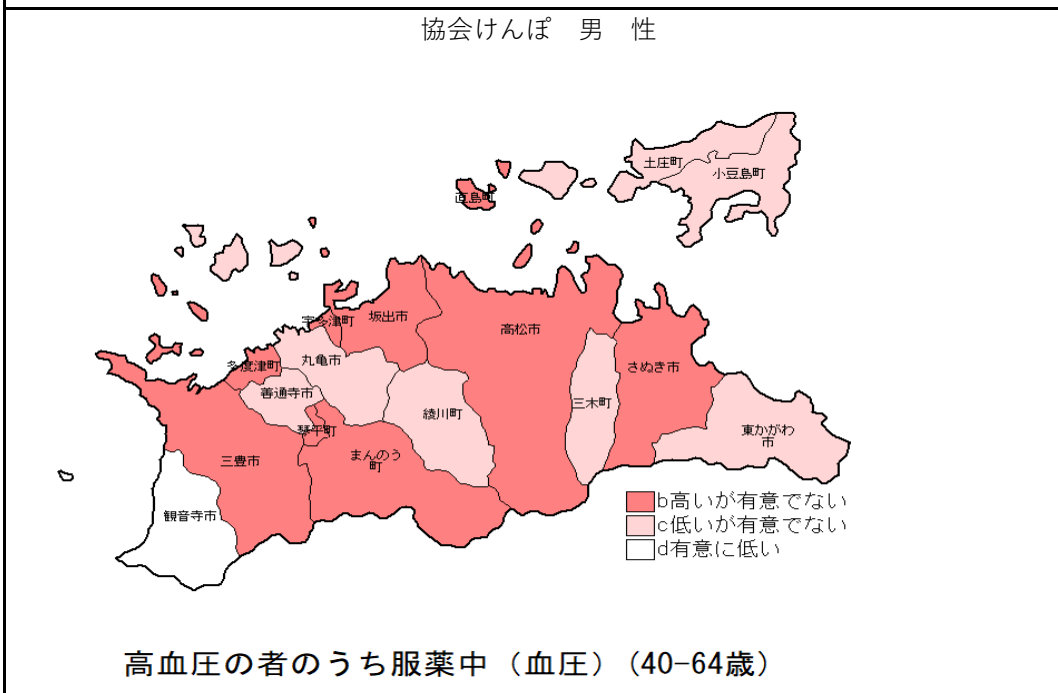 協会けんぽ　男　性
土庄町
小豆島町
直島町
宇多津町
坂出市
高松市
多度津町
丸亀市
さぬき市
善通寺市
綾川町
三木町
琴平町
東かがわ
市
三豊市
まんのう
町
観音寺市
b高いが有意でない
c低いが有意でない
d有意に低い
高血圧の者のうち服薬中（血圧）(40-64歳)